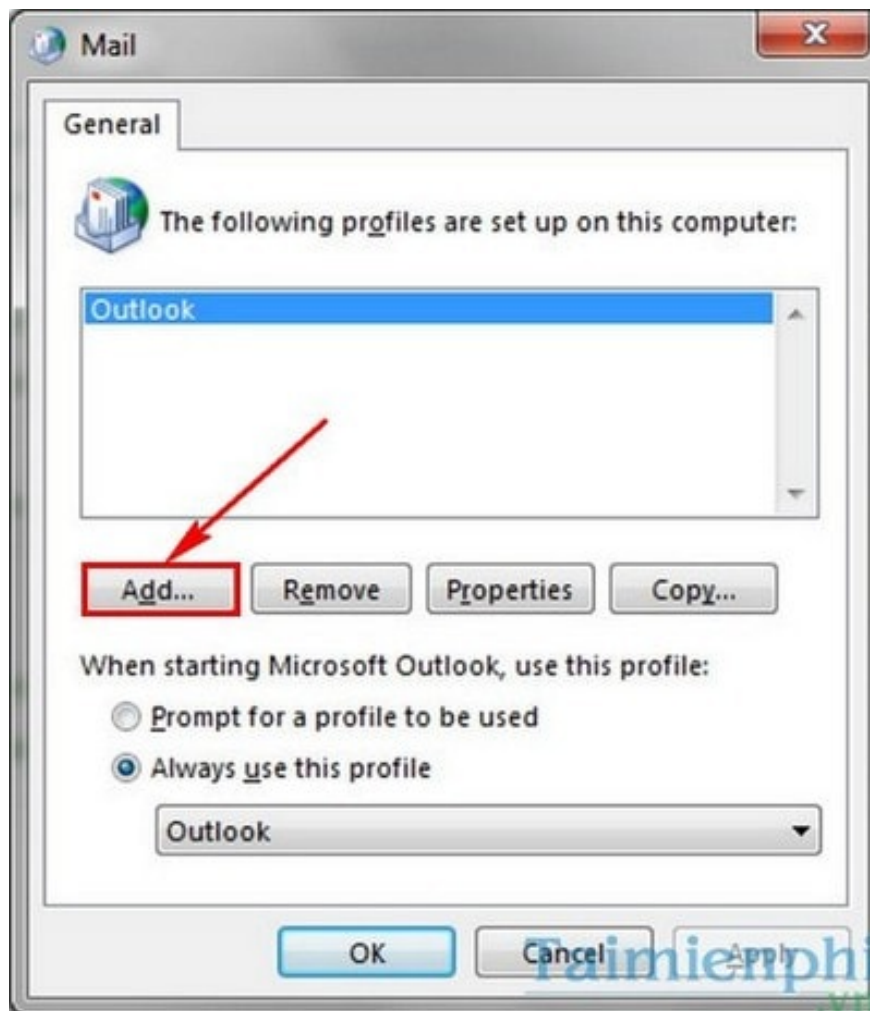 Mail
General
The following profiles are set up on this computer:
Outlook
Add... Remove Properties Copy...
When starting Microsoft Outlook, use this profile:
Prompt for a profile to be used
Always use this profile
Outlook
OK Cancel Apply
Taimienphi
.vn